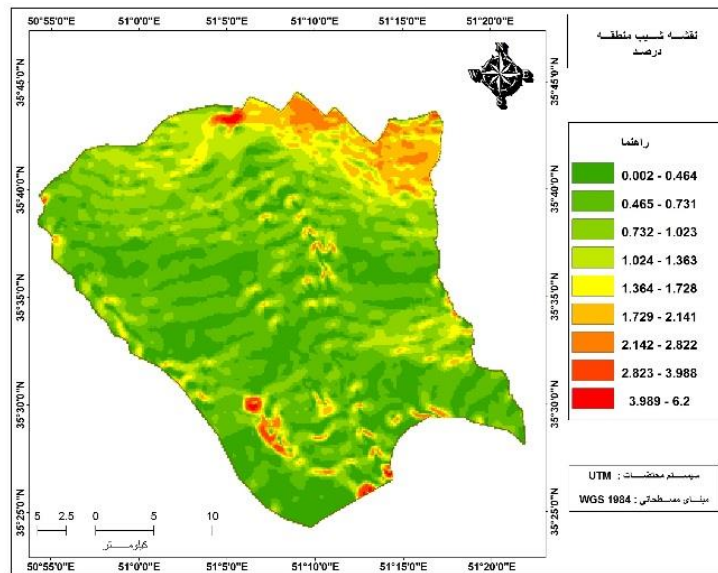 50°55'0"E 51°0'0"E 51°5'0"E 51°10'0"E 51°15'0"E 51°20'0"E
نقشه شیب منطقه
درصد
35°45'0"N 35°45'0"N
35°40'0"N 35°40'0"N
35°35'0"N 35°35'0"N
35°30'0"N 35°30'0"N
35°25'0"N 35°25'0"N
راهنما
0.002 - 0.464
0.465 - 0.731
0.732 - 1.023
1.024 - 1.363
1.364 - 1.728
1.729 - 2.141
2.142 - 2.822
2.823 - 3.988
3.989 - 6.2
سیستم مختصات : UTM
مبنای مسطحاتی : WGS 1984
5 2.5 0 5 10
کیلومتر
50°55'0"E 51°0'0"E 51°5'0"E 51°10'0"E 51°15'0"E 51°20'0"E